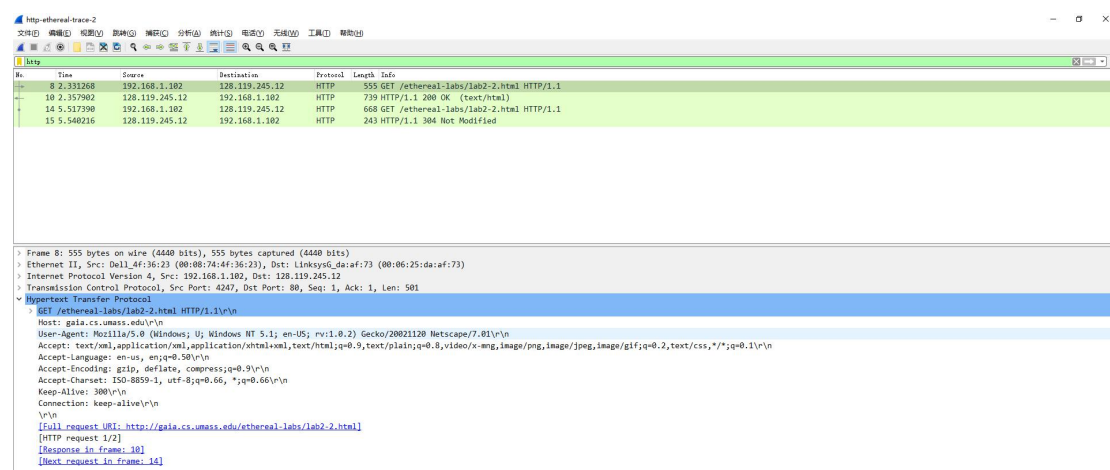 http-ethereal-trace-2
文件(F) 编辑(E) 视图(V) 跳转(G) 捕获(C) 分析(A) 统计(S) 电话(Y) 无线(W) 工具(T) 帮助(H)
http
No. Time Source Destination Protocol Length Info
8 2.331268 192.168.1.102 128.119.245.12 HTTP 555 GET /ethereal-labs/lab2-2.html HTTP/1.1
10 2.357902 128.119.245.12 192.168.1.102 HTTP 739 HTTP/1.1 200 OK (text/html)
14 5.517390 192.168.1.102 128.119.245.12 HTTP 668 GET /ethereal-labs/lab2-2.html HTTP/1.1
15 5.540216 128.119.245.12 192.168.1.102 HTTP 243 HTTP/1.1 304 Not Modified
> Frame 8: 555 bytes on wire (4440 bits), 555 bytes captured (4440 bits)
> Ethernet II, Src: Dell_4f:36:23 (00:08:74:4f:36:23), Dst: LinksysG_da:af:73 (00:06:25:da:af:73)
> Internet Protocol Version 4, Src: 192.168.1.102, Dst: 128.119.245.12
> Transmission Control Protocol, Src Port: 4247, Dst Port: 80, Seq: 1, Ack: 1, Len: 501
Hypertext Transfer Protocol
> GET /ethereal-labs/lab2-2.html HTTP/1.1\r\n
Host: gaia.cs.umass.edu\r\n
User-Agent: Mozilla/5.0 (Windows; U; Windows NT 5.1; en-US; rv:1.0.2) Gecko/20021120 Netscape/7.01\r\n
Accept: text/xml,application/xml,application/xhtml+xml,text/html;q=0.9,text/plain;q=0.8,video/x-mng,image/png,image/jpeg,image/gif;q=0.2,text/css,*/*;q=0.1\r\n
Accept-Language: en-us, en;q=0.50\r\n
Accept-Encoding: gzip, deflate, compress;q=0.9\r\n
Accept-Charset: ISO-8859-1, utf-8;q=0.66, *;q=0.66\r\n
Keep-Alive: 300\r\n
Connection: keep-alive\r\n
\r\n
[Full request URI: http://gaia.cs.umass.edu/ethereal-labs/lab2-2.html]
[HTTP request 1/2]
[Response in frame: 10]
[Next request in frame: 14]